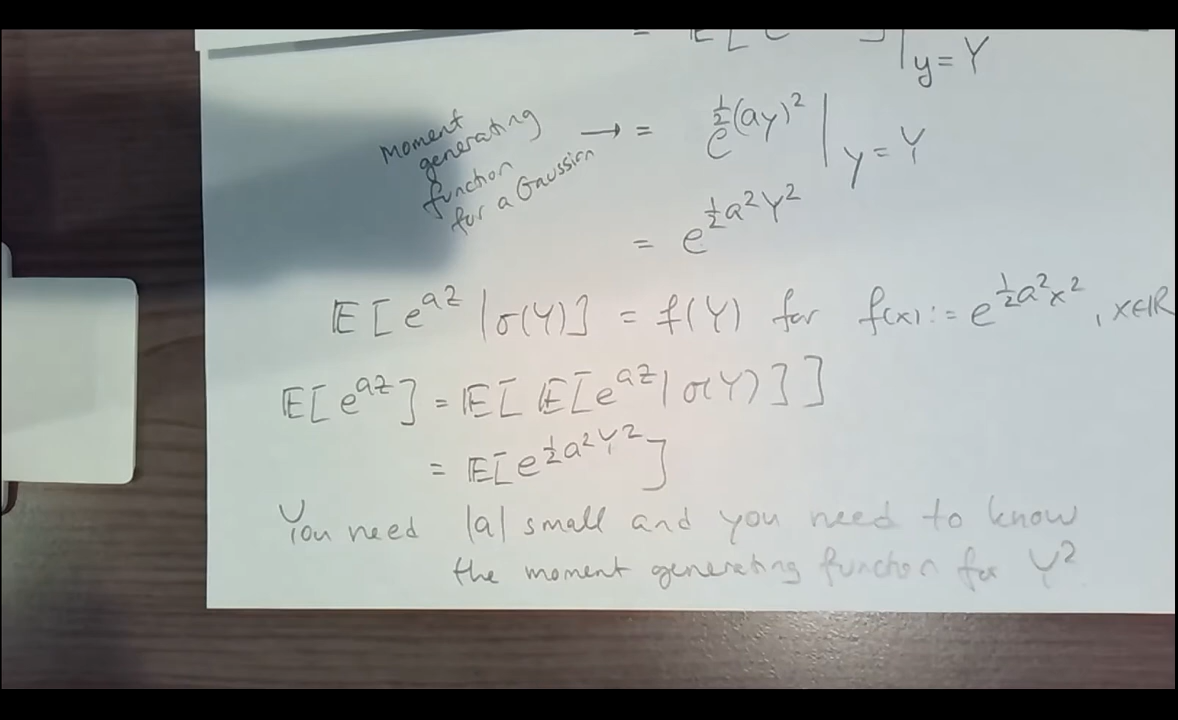 = E[ e ] |y=Y
Moment generating function for a Gaussian → = e^{½(ay)²} |y=Y
= e^{½a²Y²}
E[e^{aZ} | σ(Y)] = f(Y) for f(x) := e^{½a²x²}, x∈ℝ
E[e^{aZ}] = E[E[e^{aZ} | σ(Y)]]
= E[e^{½a²Y²}]
You need |a| small and you need to know
the moment generating function for Y²